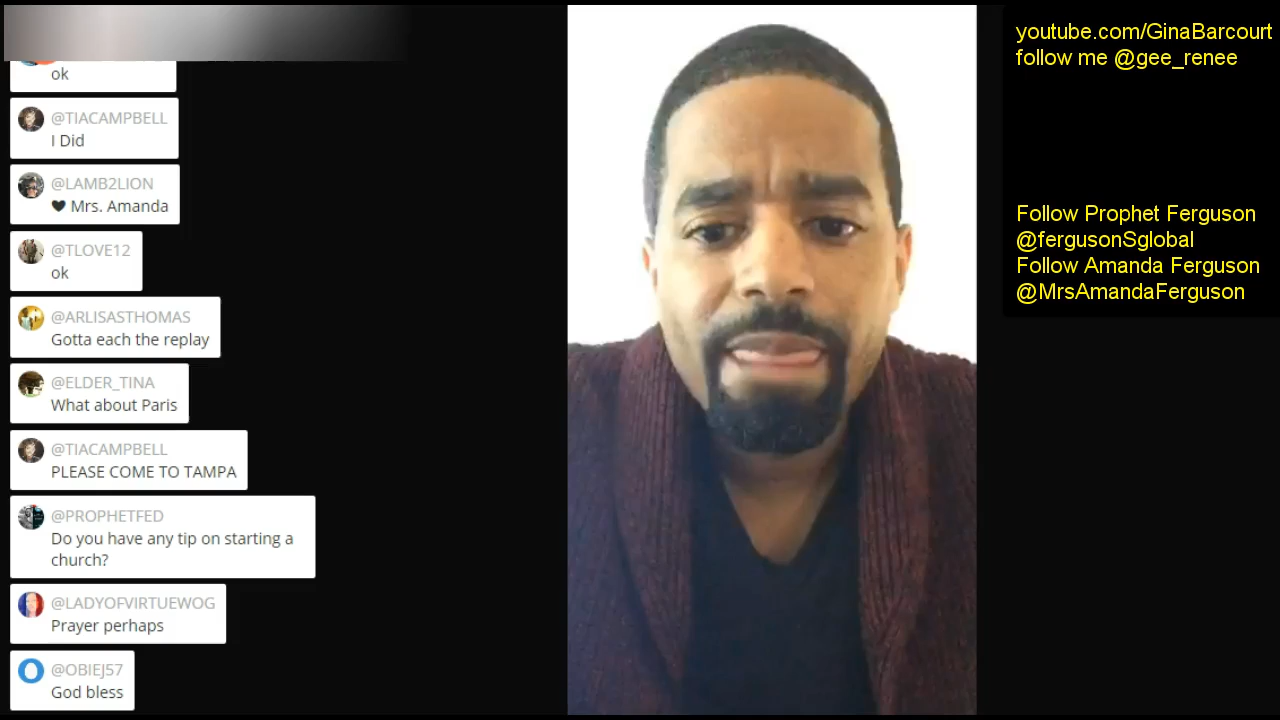 ok
@TIACAMPBELL
I Did
@LAMB2LION
♥ Mrs. Amanda
@TLOVE12
ok
@ARLISASTHOMAS
Gotta each the replay
@ELDER_TINA
What about Paris
@TIACAMPBELL
PLEASE COME TO TAMPA
@PROPHETFED
Do you have any tip on starting a
church?
@LADYOFVIRTUEWOG
Prayer perhaps
@OBIEJ57
God bless
youtube.com/GinaBarcourt
follow me @gee_renee
Follow Prophet Ferguson
@fergusonSglobal
Follow Amanda Ferguson
@MrsAmandaFerguson